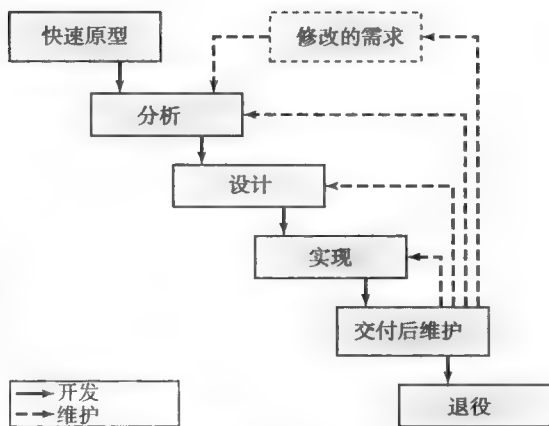 快速原型
修改的需求
分析
设计
实现
交付后维护
开发
维护
退役